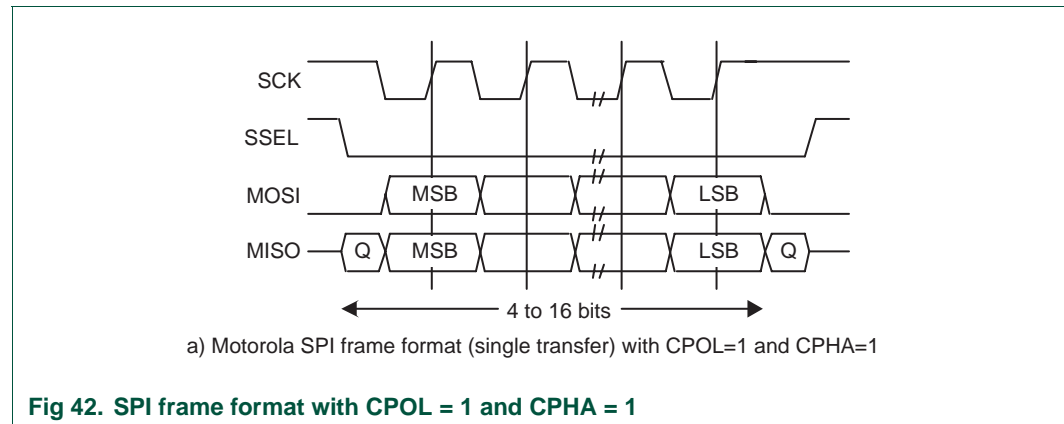 SCK
SSEL
MOSI MSB LSB
MISO Q MSB LSB Q
4 to 16 bits
a) Motorola SPI frame format (single transfer) with CPOL=1 and CPHA=1
Fig 42. SPI frame format with CPOL = 1 and CPHA = 1